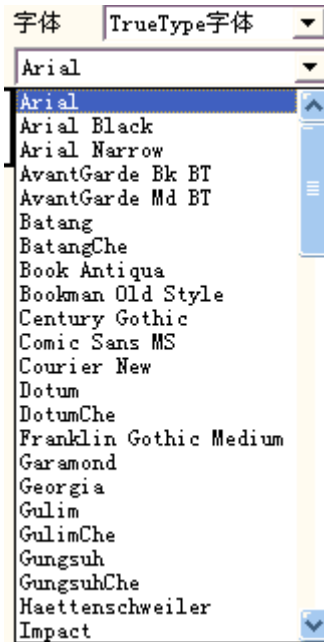 字体 TrueType字体
Arial
Arial
Arial Black
Arial Narrow
AvantGarde Bk BT
AvantGarde Md BT
Batang
BatangChe
Book Antiqua
Bookman Old Style
Century Gothic
Comic Sans MS
Courier New
Dotum
DotumChe
Franklin Gothic Medium
Garamond
Georgia
Gulim
GulimChe
Gungsuh
GungsuhChe
Haettenschweiler
Impact